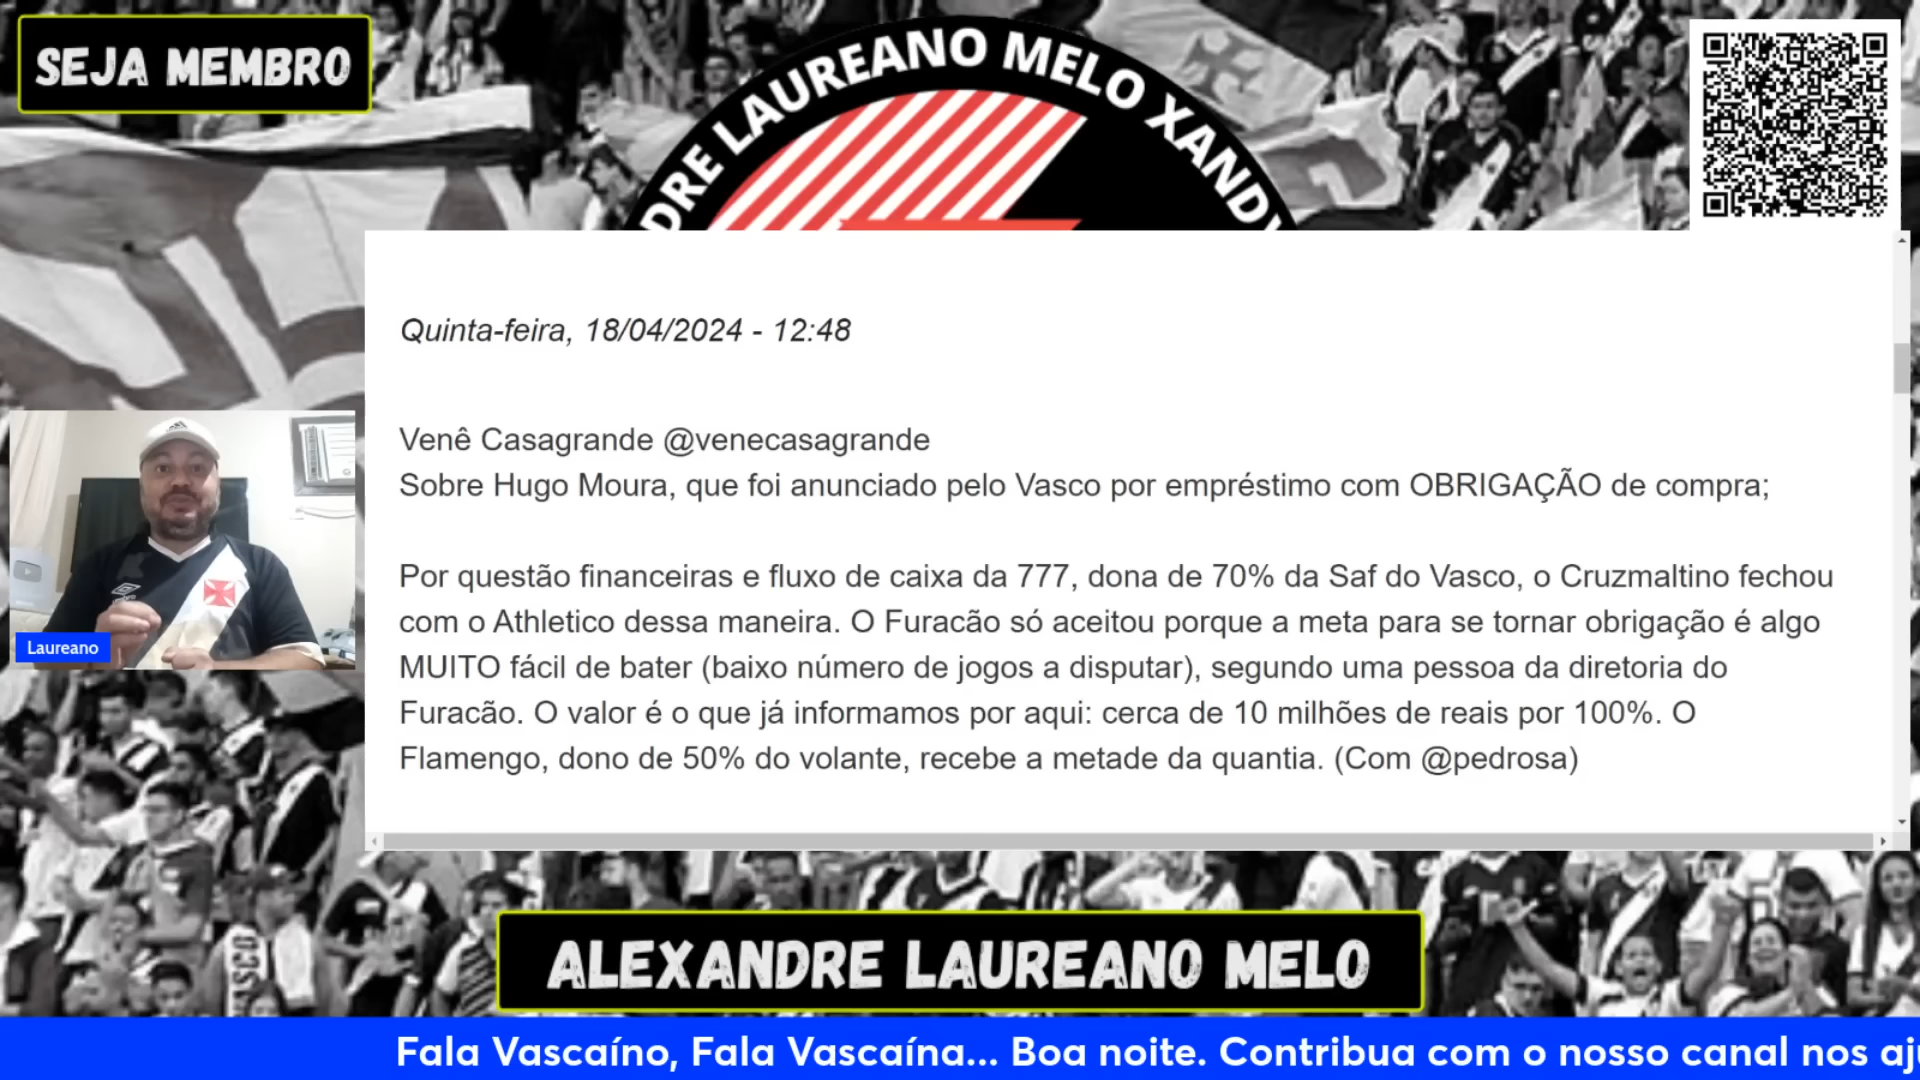 SEJA MEMBRO
DRE LAUREANO MELO XANDY
Quinta-feira, 18/04/2024 - 12:48
Venê Casagrande @venecasagrande
Sobre Hugo Moura, que foi anunciado pelo Vasco por empréstimo com OBRIGAÇÃO de compra;
Por questão financeiras e fluxo de caixa da 777, dona de 70% da Saf do Vasco, o Cruzmaltino fechou
com o Athletico dessa maneira. O Furacão só aceitou porque a meta para se tornar obrigação é algo
MUITO fácil de bater (baixo número de jogos a disputar), segundo uma pessoa da diretoria do
Furacão. O valor é o que já informamos por aqui: cerca de 10 milhões de reais por 100%. O
Flamengo, dono de 50% do volante, recebe a metade da quantia. (Com @pedrosa)
Laureano
VASCO
ALEXANDRE LAUREANO MELO
Fala Vascaíno, Fala Vascaína... Boa noite. Contribua com o nosso canal nos aj